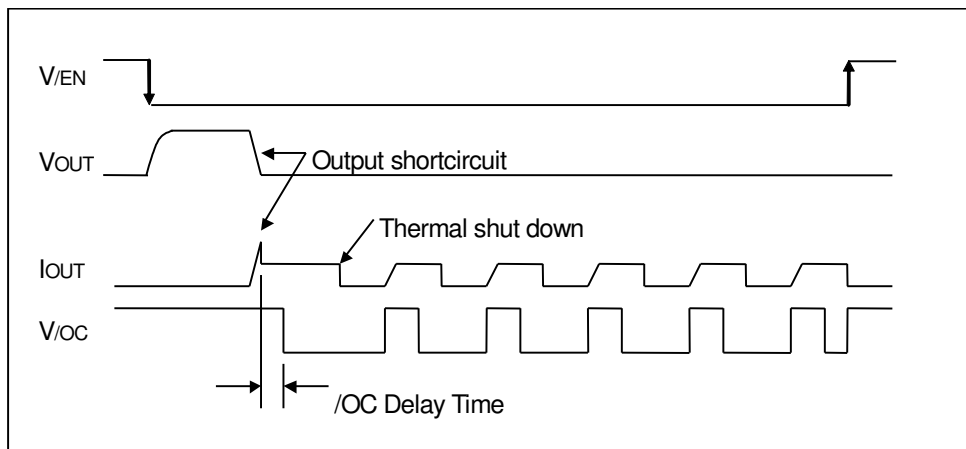 V/EN
VOUT
Output shortcircuit
Thermal shut down
IOUT
V/OC
/OC Delay Time